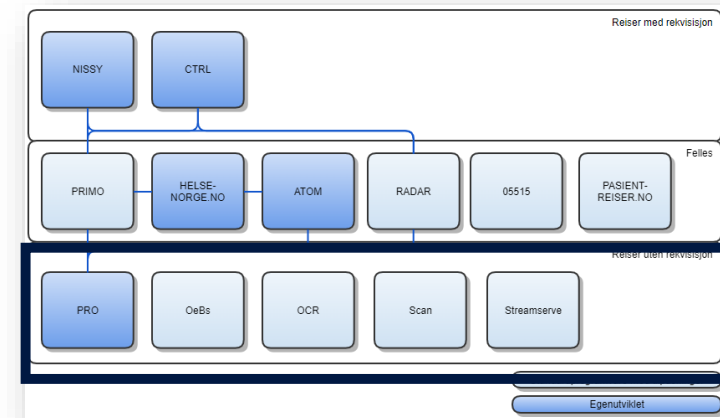 Reiser med rekvisisjon
NISSY
CTRL
Felles
PRIMO
HELSE-
NORGE.NO
ATOM
RADAR
05515
PASIENT-
REISER.NO
Reiser uten rekvisisjon
PRO
OeBs
OCR
Scan
Streamserve
Egenutviklet